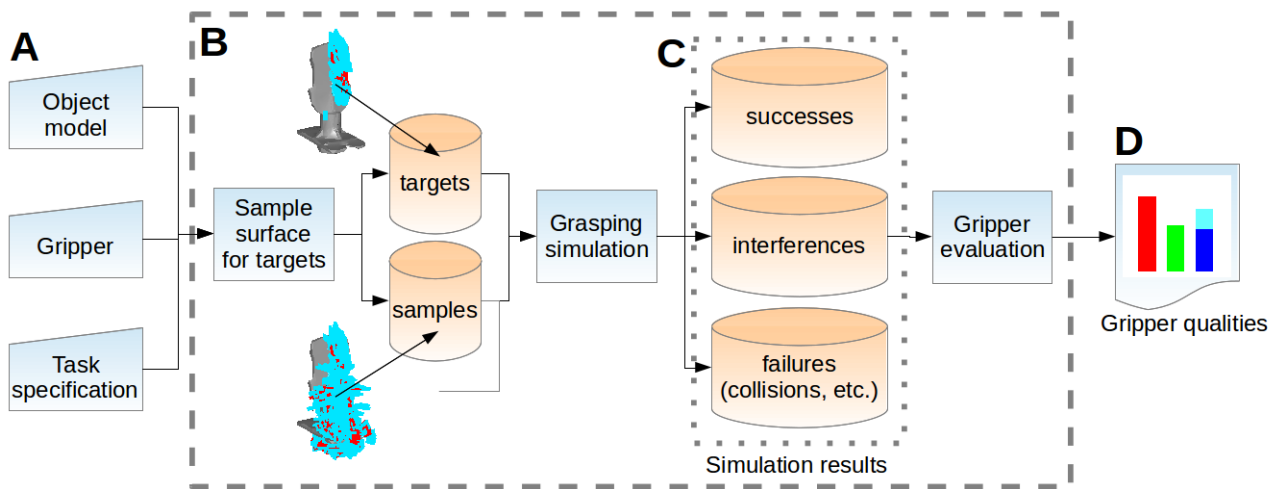 A
Object
model
Gripper
Task
specification
B
Sample
surface
for targets
targets
samples
Grasping
simulation
C
successes
interferences
failures
(collisions, etc.)
Simulation results
Gripper
evaluation
D
Gripper qualities